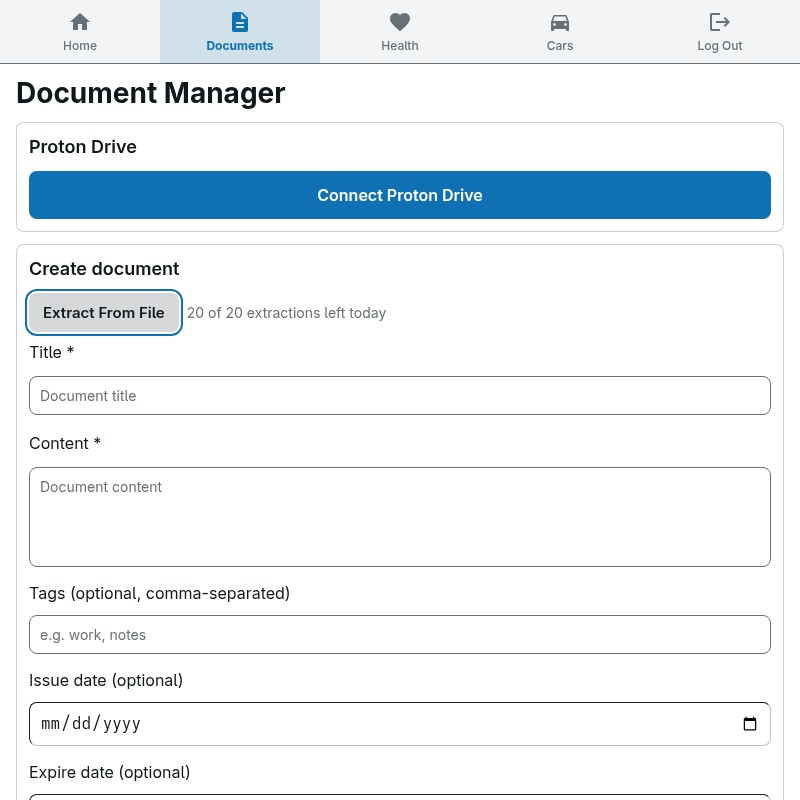 Home
Documents
Health
Cars
Log Out
Document Manager
Proton Drive
Connect Proton Drive
Create document
Extract From File 20 of 20 extractions left today
Title *
Document title
Content *
Document content
Tags (optional, comma-separated)
e.g. work, notes
Issue date (optional)
mm/dd/yyyy
Expire date (optional)